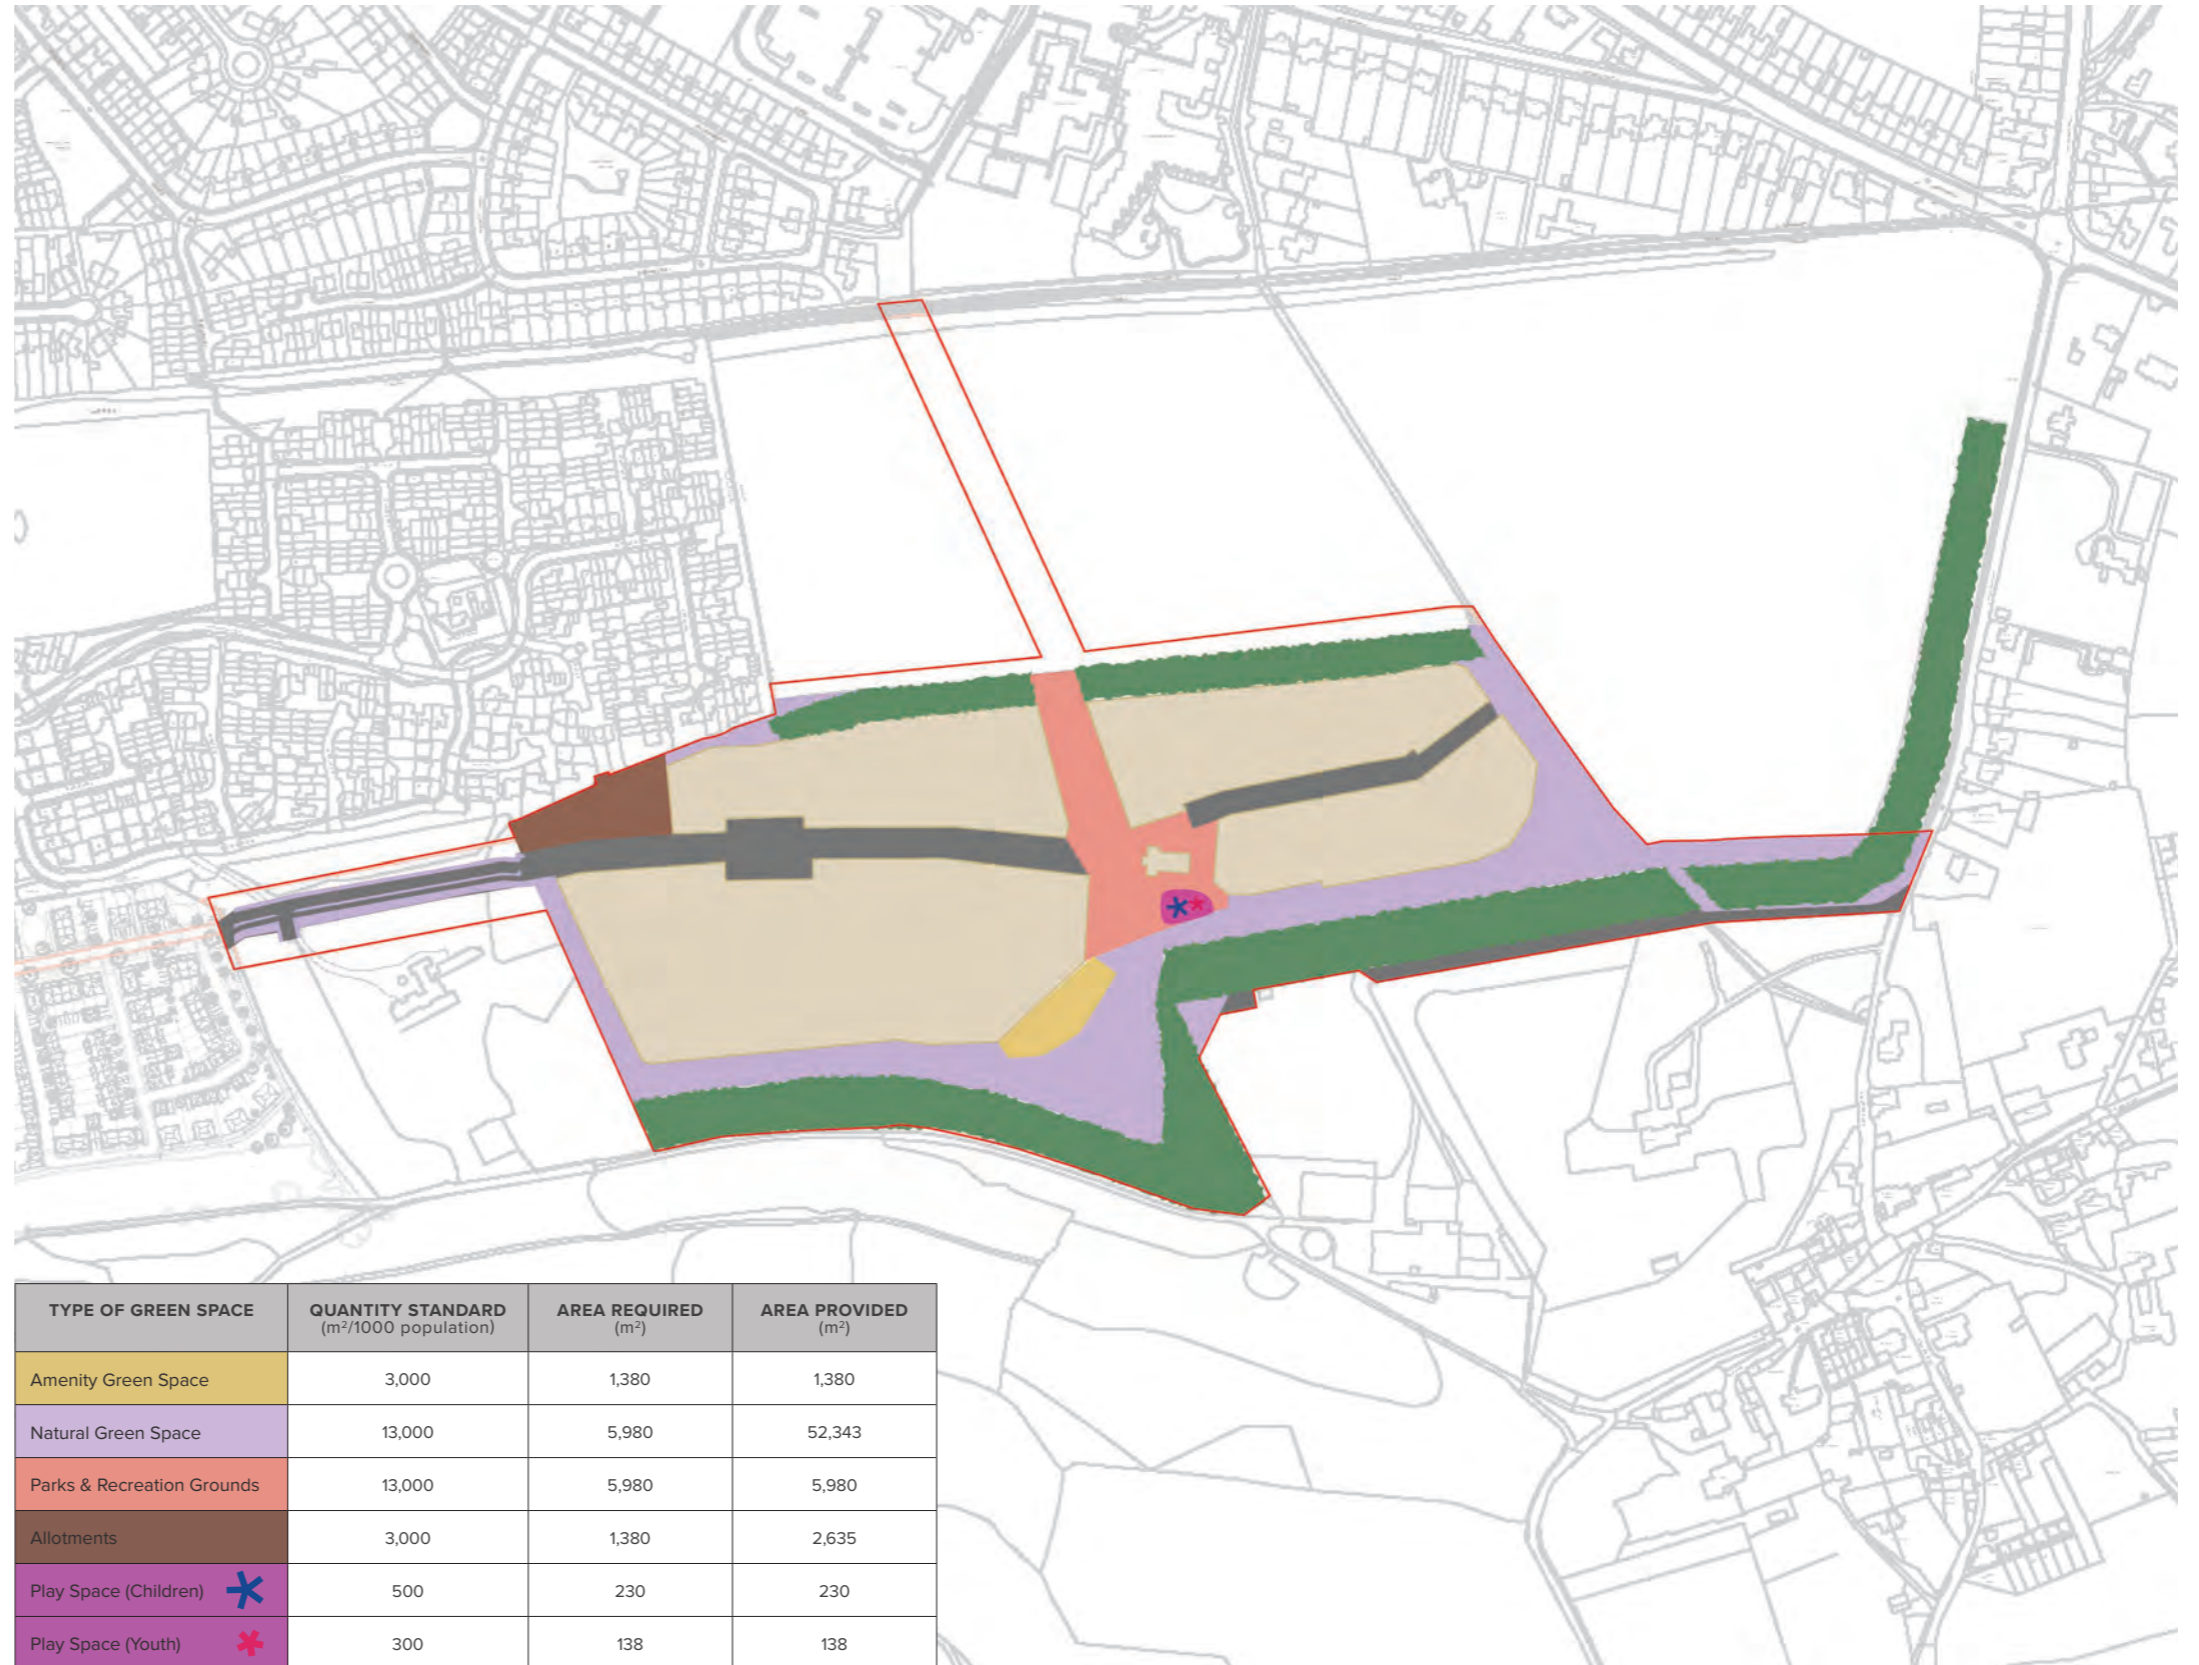 TYPE OF GREEN SPACE QUANTITY STANDARD AREA REQUIRED AREA PROVIDED
(m²/1000 population) (m²) (m²)
Amenity Green Space 3,000 1,380 1,380
Natural Green Space 13,000 5,980 52,343
Parks & Recreation Grounds 13,000 5,980 5,980
Allotments 3,000 1,380 2,635
Play Space (Children) 500 230 230
Play Space (Youth) 300 138 138